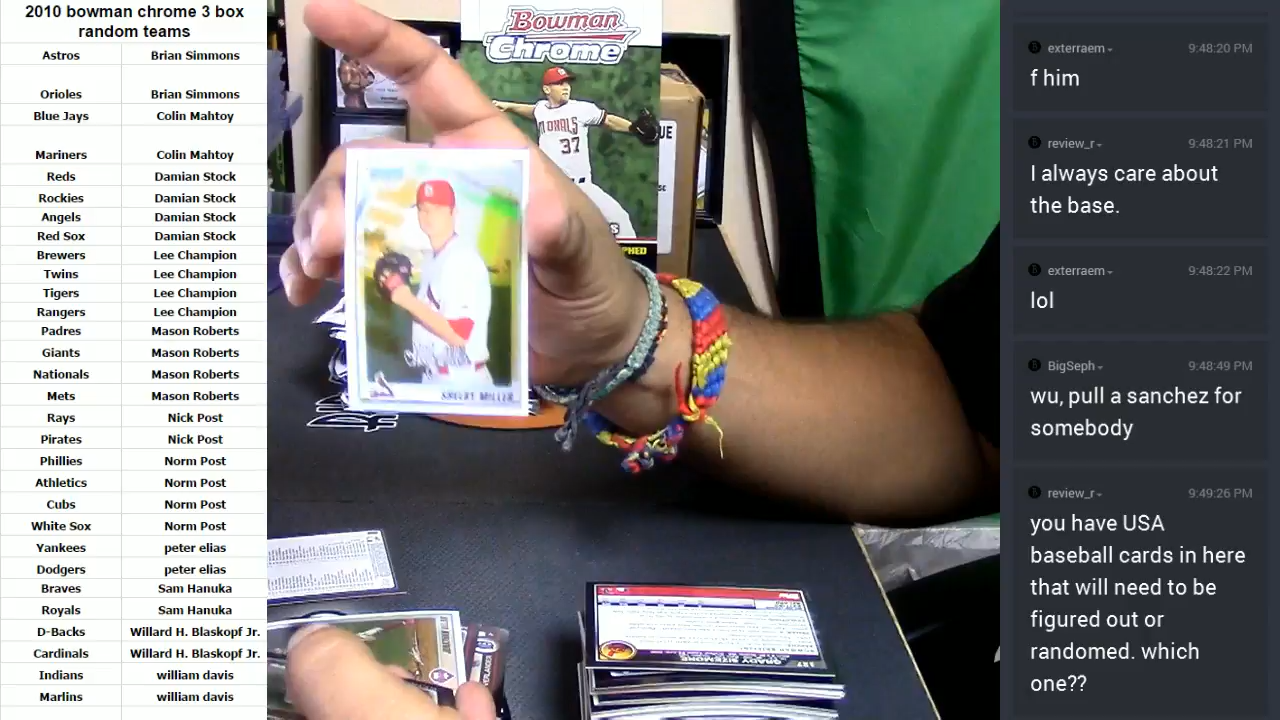 2010 bowman chrome 3 box
random teams
Astros Brian Simmons
Orioles Brian Simmons
Blue Jays Colin Mahtoy
Mariners Colin Mahtoy
Reds Damian Stock
Rockies Damian Stock
Angels Damian Stock
Red Sox Damian Stock
Brewers Lee Champion
Twins Lee Champion
Tigers Lee Champion
Rangers Lee Champion
Padres Mason Roberts
Giants Mason Roberts
Nationals Mason Roberts
Mets Mason Roberts
Rays Nick Post
Pirates Nick Post
Phillies Norm Post
Athletics Norm Post
Cubs Norm Post
White Sox Norm Post
Yankees peter elias
Dodgers peter elias
Braves Sam Hanuka
Royals Sam Hanuka
D-Backs Willard H. Blaskopf Jr.
C rdinals Willard H. Blaskopf Jr.
Indians william davis
Marlins william davis
Bowman
Chrome
37
SHELBY MILLER
GRADY SIZEMORE
exterraem 9:48:20 PM
f him
review_r 9:48:21 PM
I always care about
the base.
exterraem 9:48:22 PM
lol
BigSeph 9:48:49 PM
wu, pull a sanchez for
somebody
review_r 9:49:26 PM
you have USA
baseball cards in here
that will need to be
figured out or
randomed. which
one??